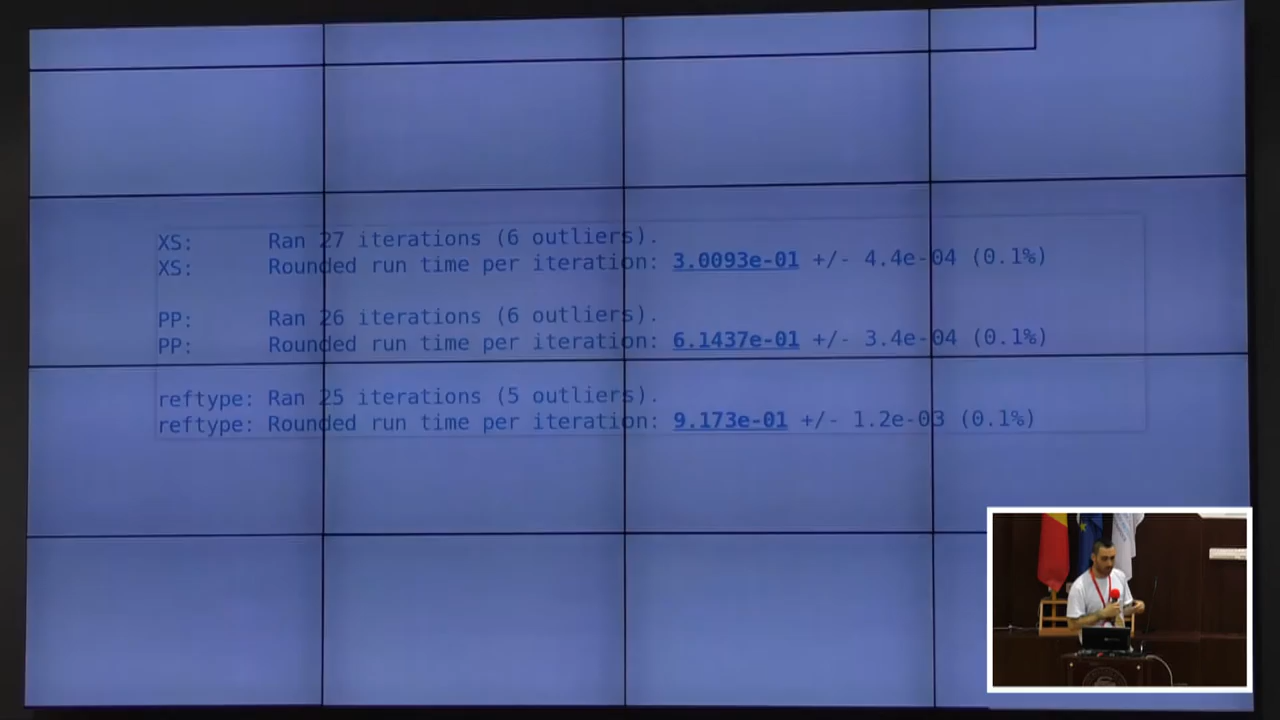 XS: Ran 27 iterations (6 outliers).
XS: Rounded run time per iteration: 3.0093e-01 +/- 4.4e-04 (0.1%)
PP: Ran 26 iterations (6 outliers).
PP: Rounded run time per iteration: 6.1437e-01 +/- 3.4e-04 (0.1%)
reftype: Ran 25 iterations (5 outliers).
reftype: Rounded run time per iteration: 9.173e-01 +/- 1.2e-03 (0.1%)